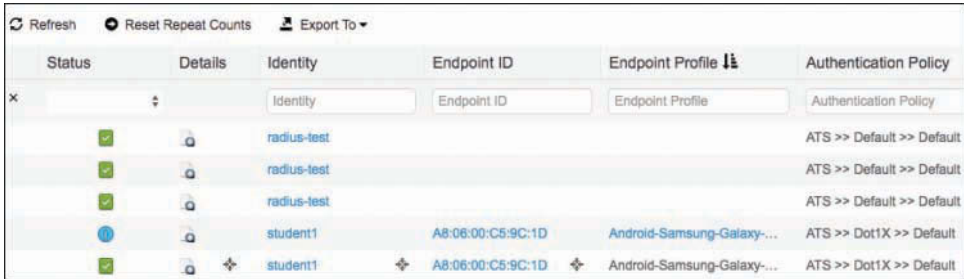 Refresh Reset Repeat Counts Export To
Status Details Identity Endpoint ID Endpoint Profile Authentication Policy
× Identity Endpoint ID Endpoint Profile Authentication Policy
radius-test ATS >> Default >> Default
radius-test ATS >> Default >> Default
radius-test ATS >> Default >> Default
student1 A8:06:00:C5:9C:1D Android-Samsung-Galaxy-... ATS >> Dot1X >> Default
student1 A8:06:00:C5:9C:1D Android-Samsung-Galaxy-... ATS >> Dot1X >> Default